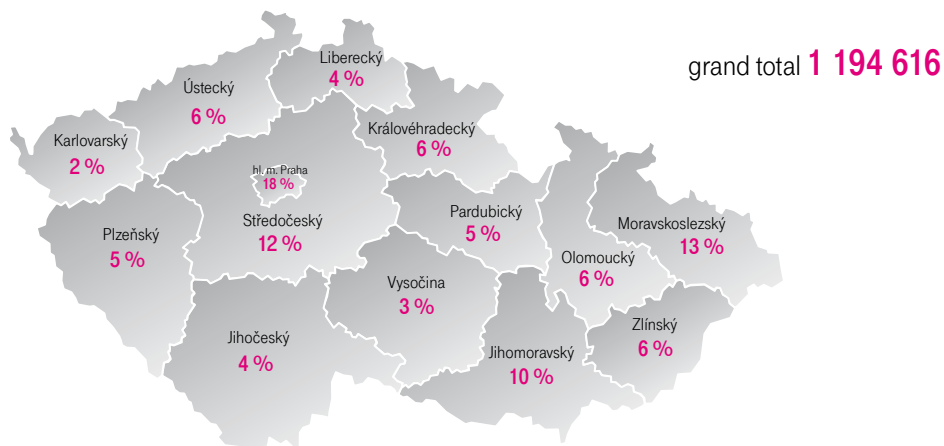 grand total 1 194 616
Liberecký
4 %
Ústecký
6 %
Královéhradecký
6 %
Karlovarský
2 %
hl. m. Praha
18 %
Středočeský
12 %
Pardubický
5 %
Moravskoslezský
13 %
Plzeňský
5 %
Olomoucký
6 %
Vysočina
3 %
Zlínský
6 %
Jihočeský
4 %
Jihomoravský
10 %